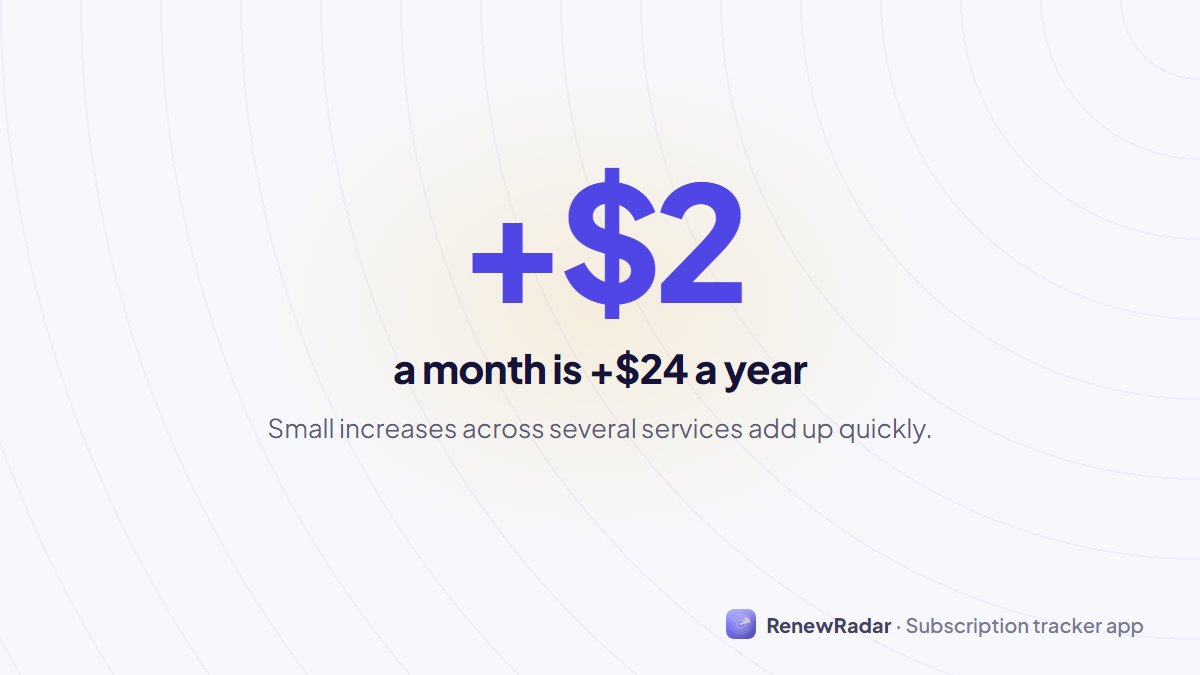 +$2
a month is +$24 a year
Small increases across several services add up quickly.
RenewRadar · Subscription tracker app